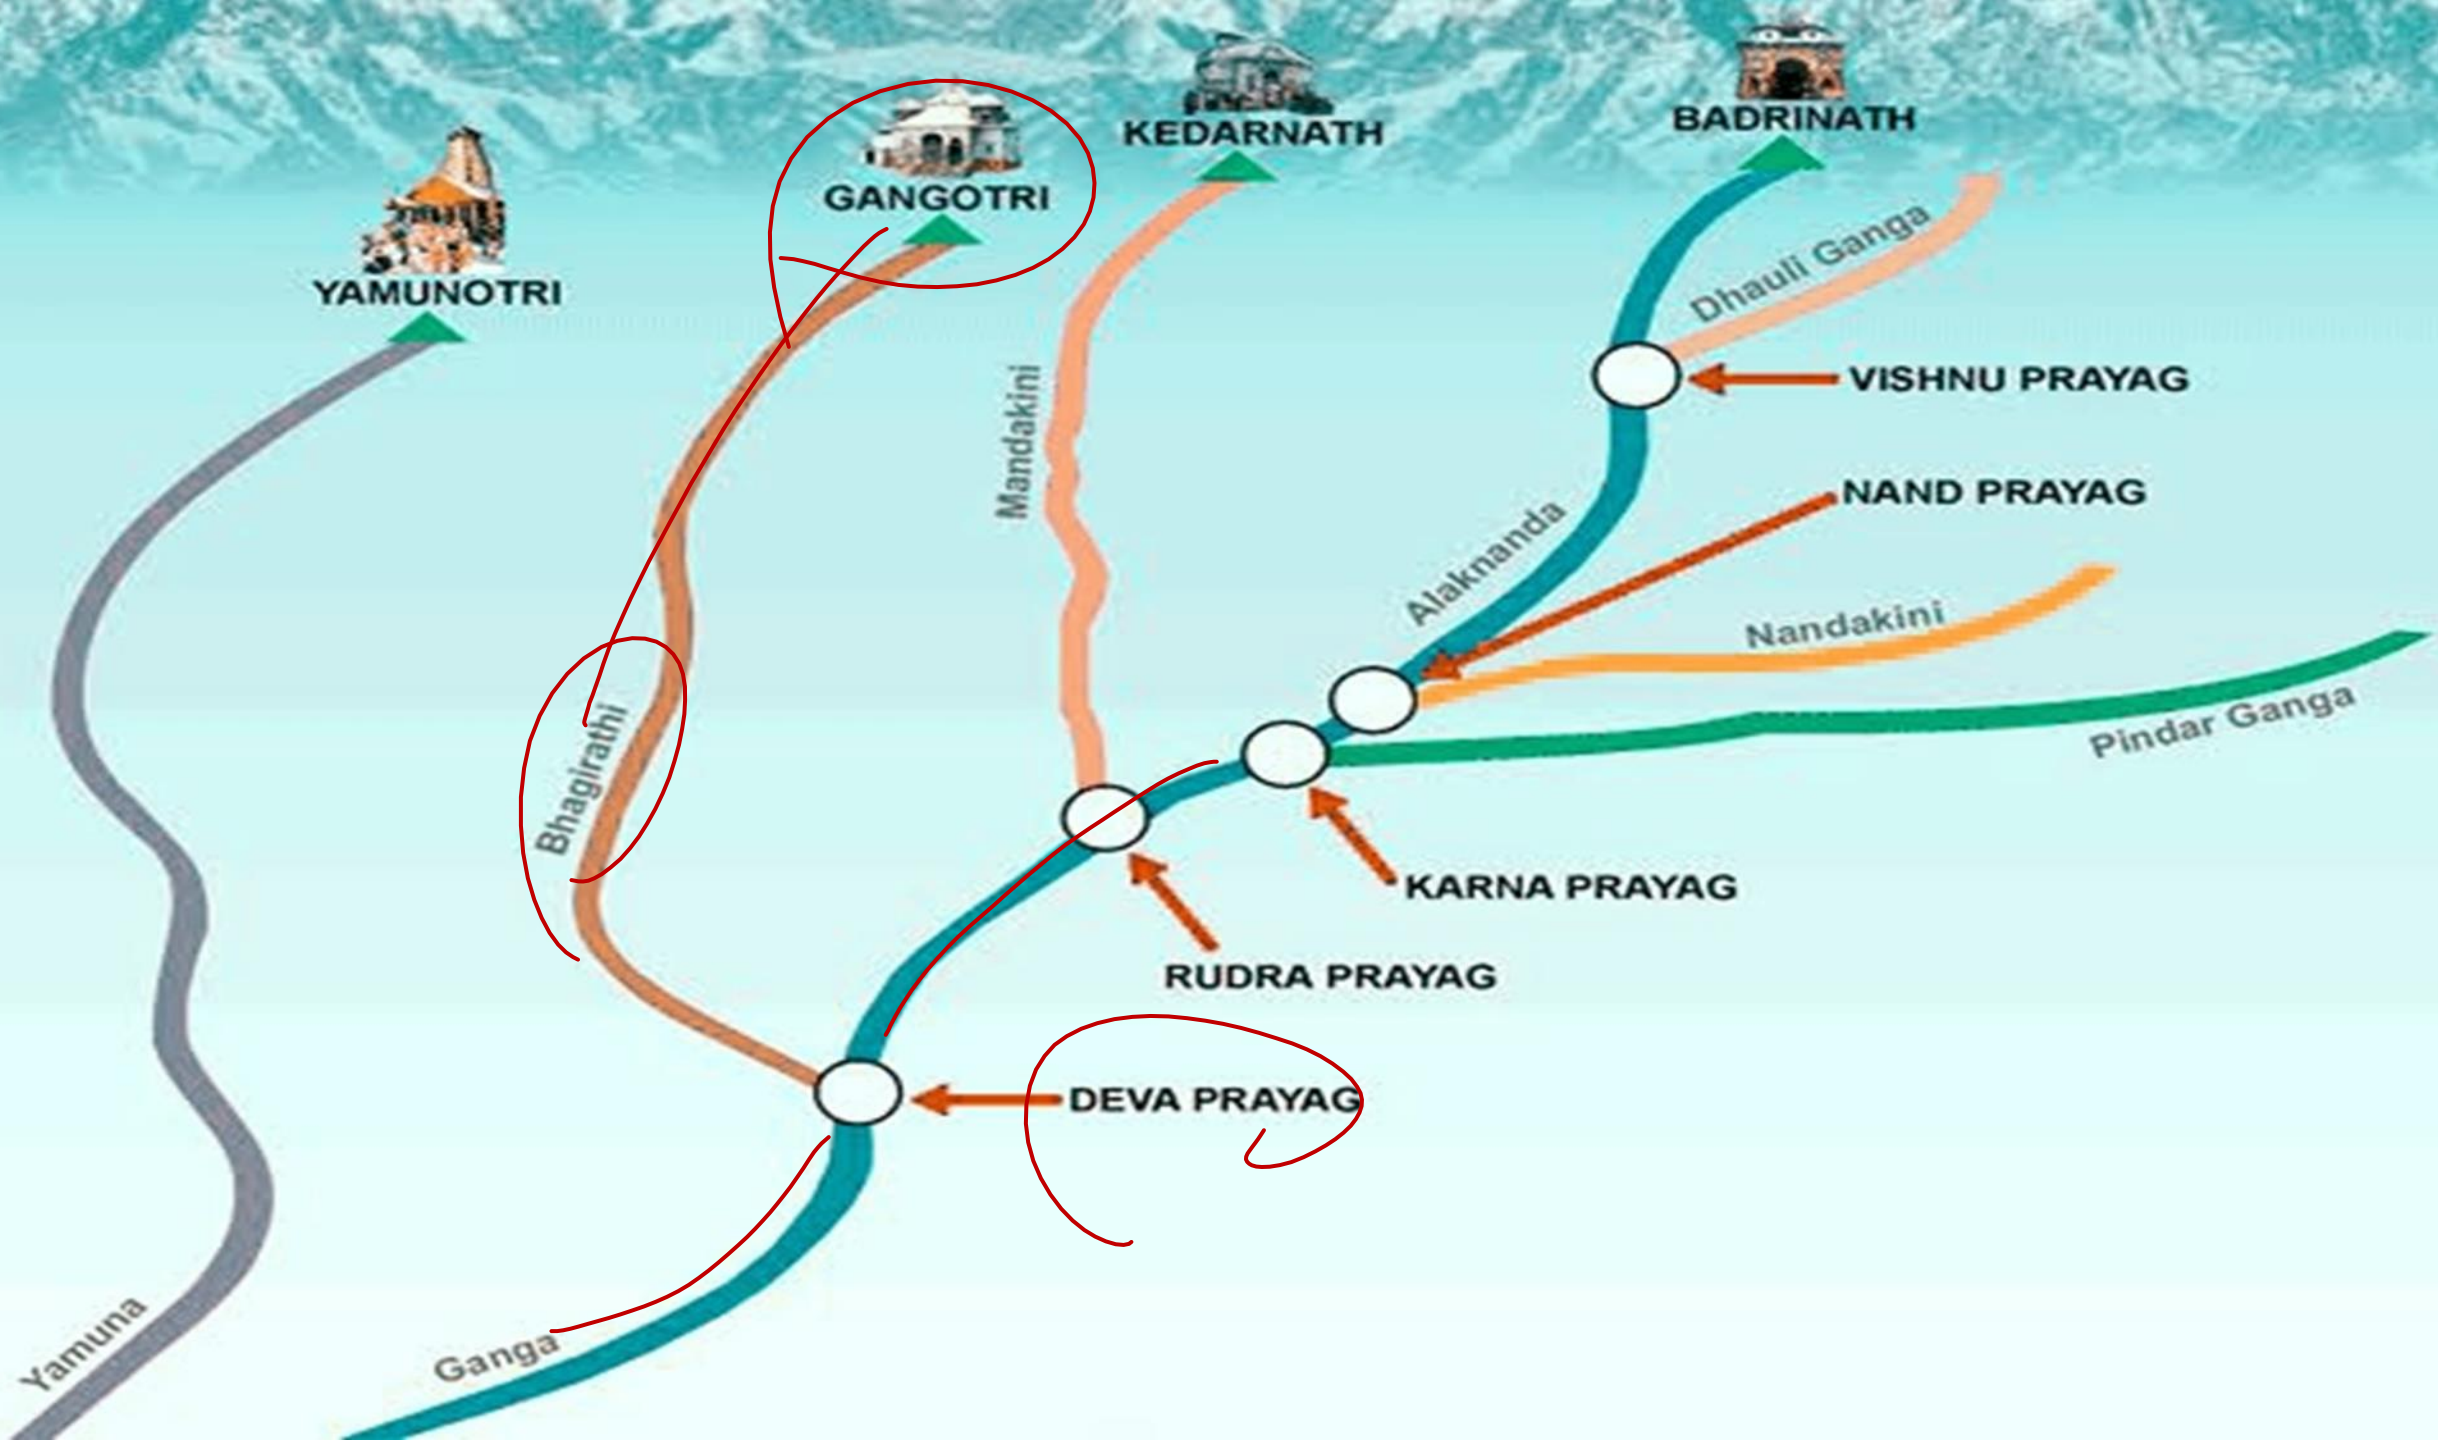 BADRINATH
KEDARNATH
GANGOTRI
YAMUNOTRI
Dhauli Ganga
VISHNU PRAYAG
Mandakini
NAND PRAYAG
Alaknanda
Nandakini
Pindar Ganga
Bhagirathi
KARNA PRAYAG
RUDRA PRAYAG
DEVA PRAYAG
Yamuna
Ganga